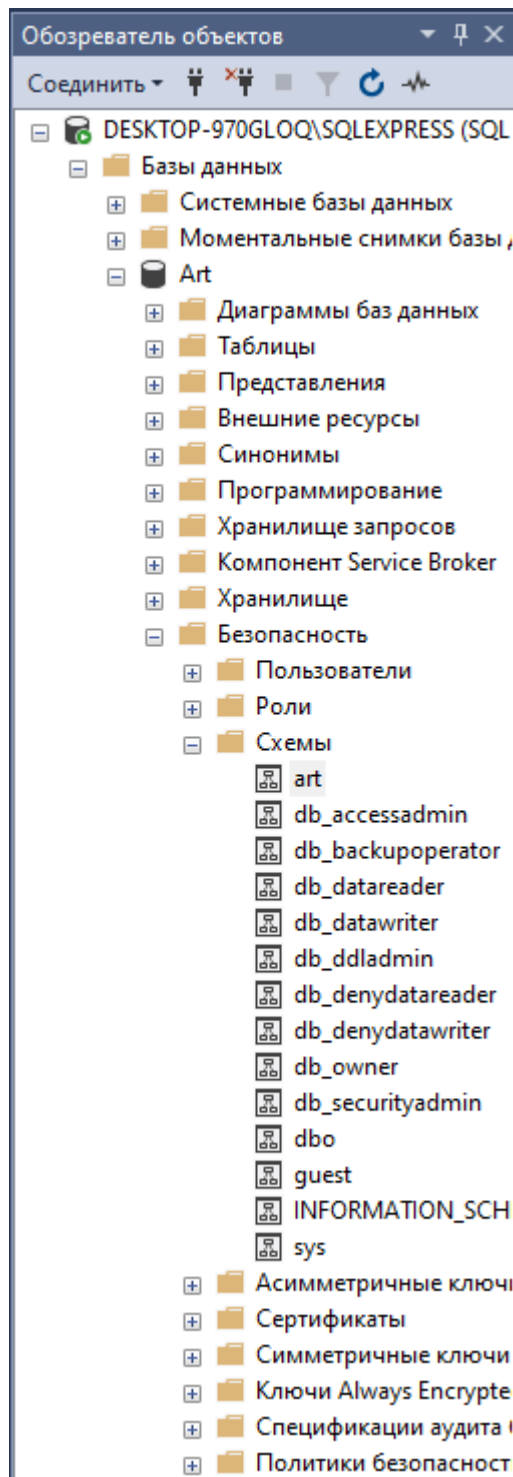 Обозреватель объектов
Соединить
DESKTOP-970GLOQ\SQLEXPRESS (SQL
Базы данных
Системные базы данных
Моментальные снимки базы
Art
Диаграммы баз данных
Таблицы
Представления
Внешние ресурсы
Синонимы
Программирование
Хранилище запросов
Компонент Service Broker
Хранилище
Безопасность
Пользователи
Роли
Схемы
art
db_accessadmin
db_backupoperator
db_datareader
db_datawriter
db_ddladmin
db_denydatareader
db_denydatawriter
db_owner
db_securityadmin
dbo
guest
INFORMATION_SCH
sys
Асимметричные ключи
Сертификаты
Симметричные ключи
Ключи Always Encrypte
Спецификации аудита
Политики безопасност